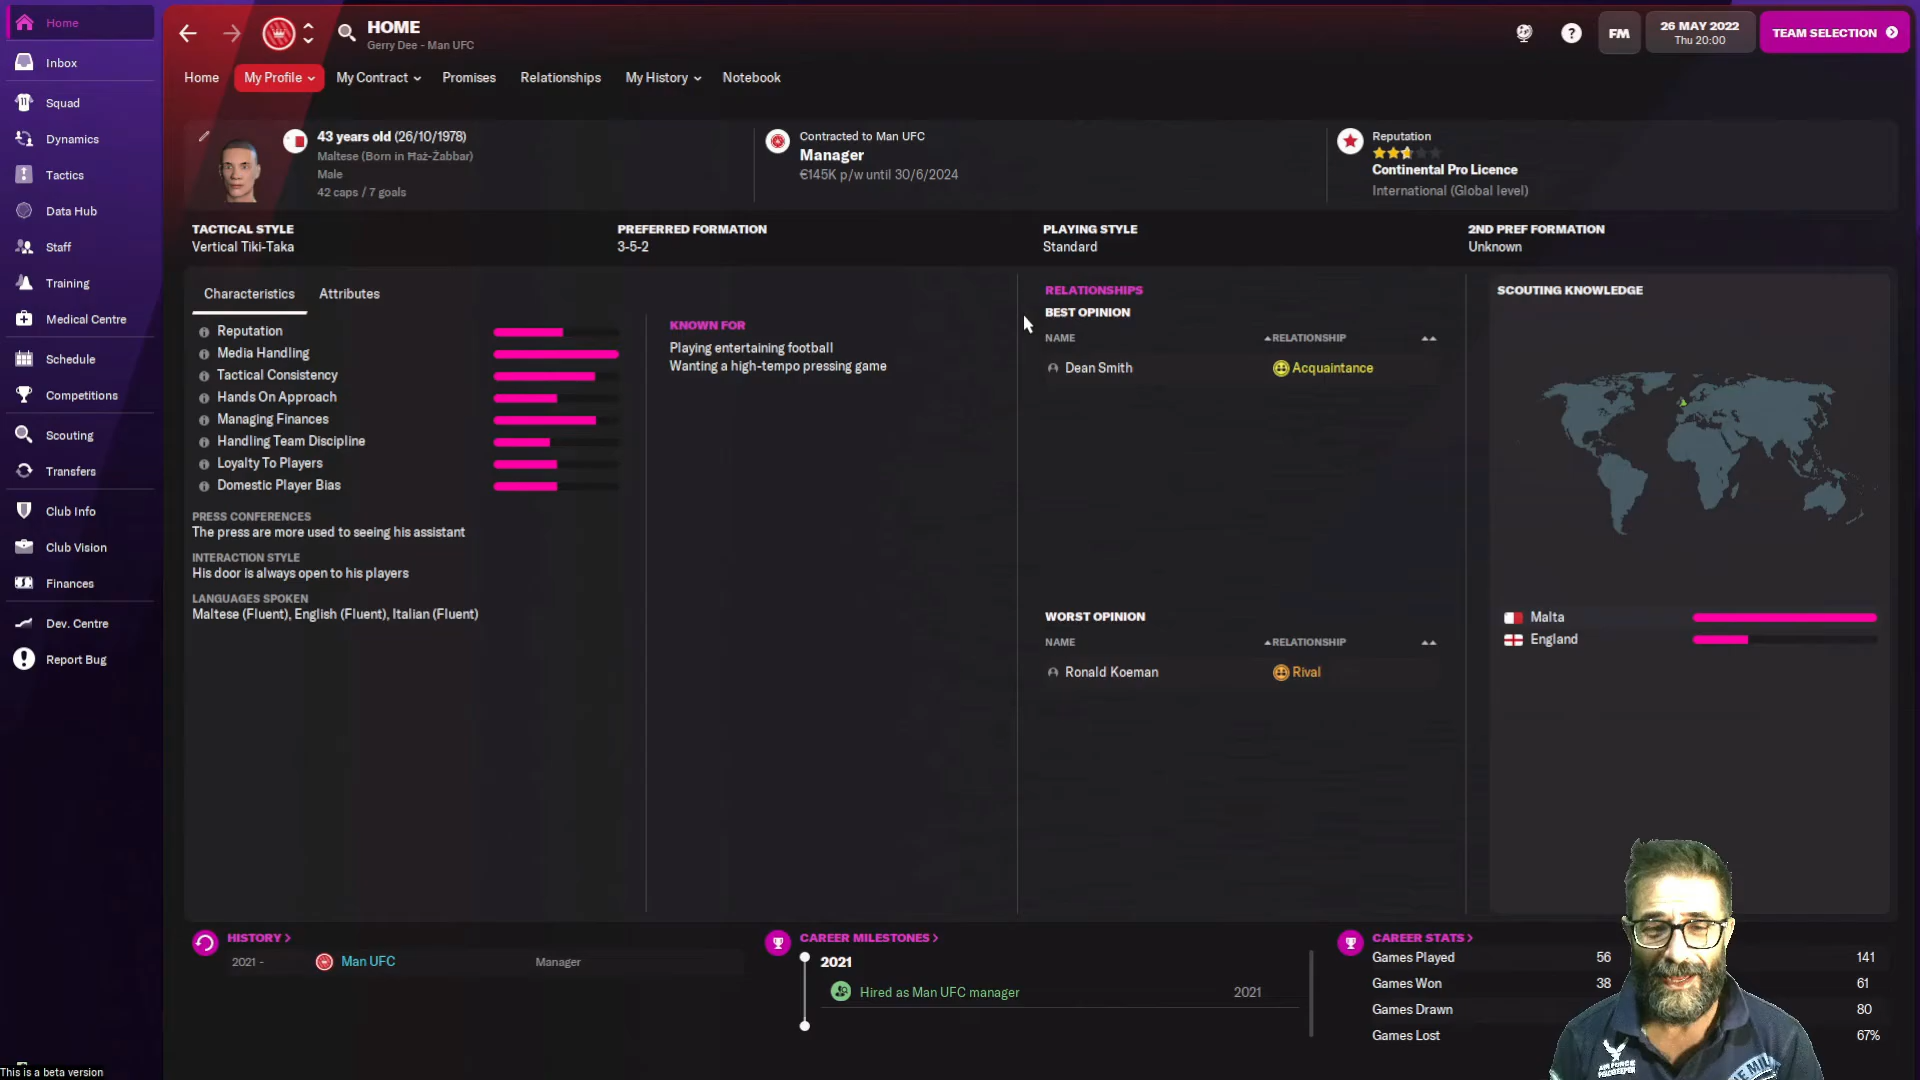 Home
Inbox
Squad
Dynamics
Tactics
Data Hub
Staff
Training
Medical Centre
Schedule
Competitions
Scouting
Transfers
Club Info
Club Vision
Finances
Dev. Centre
Report Bug
This is a beta version
HOME
Gerry Dee - Man UFC
FM
26 MAY 2022
Thu 20:00
TEAM SELECTION
Home My Profile My Contract Promises Relationships My History Notebook
43 years old (26/10/1978)
Maltese (Born in Ħaż-Żabbar)
Male
42 caps / 7 goals
Contracted to Man UFC
Manager
€145K p/w until 30/6/2024
Reputation
Continental Pro Licence
International (Global level)
TACTICAL STYLE
Vertical Tiki-Taka
PREFERRED FORMATION
3-5-2
PLAYING STYLE
Standard
2ND PREF FORMATION
Unknown
Characteristics Attributes
Reputation
Media Handling
Tactical Consistency
Hands On Approach
Managing Finances
Handling Team Discipline
Loyalty To Players
Domestic Player Bias
PRESS CONFERENCES
The press are more used to seeing his assistant
INTERACTION STYLE
His door is always open to his players
LANGUAGES SPOKEN
Maltese (Fluent), English (Fluent), Italian (Fluent)
KNOWN FOR
Playing entertaining football
Wanting a high-tempo pressing game
RELATIONSHIPS
BEST OPINION
NAME RELATIONSHIP
Dean Smith Acquaintance
WORST OPINION
NAME RELATIONSHIP
Ronald Koeman Rival
SCOUTING KNOWLEDGE
Malta
England
HISTORY >
2021 - Man UFC Manager
CAREER MILESTONES >
2021
Hired as Man UFC manager 2021
CAREER STATS >
Games Played 56 141
Games Won 38 61
Games Drawn 80
Games Lost 67%